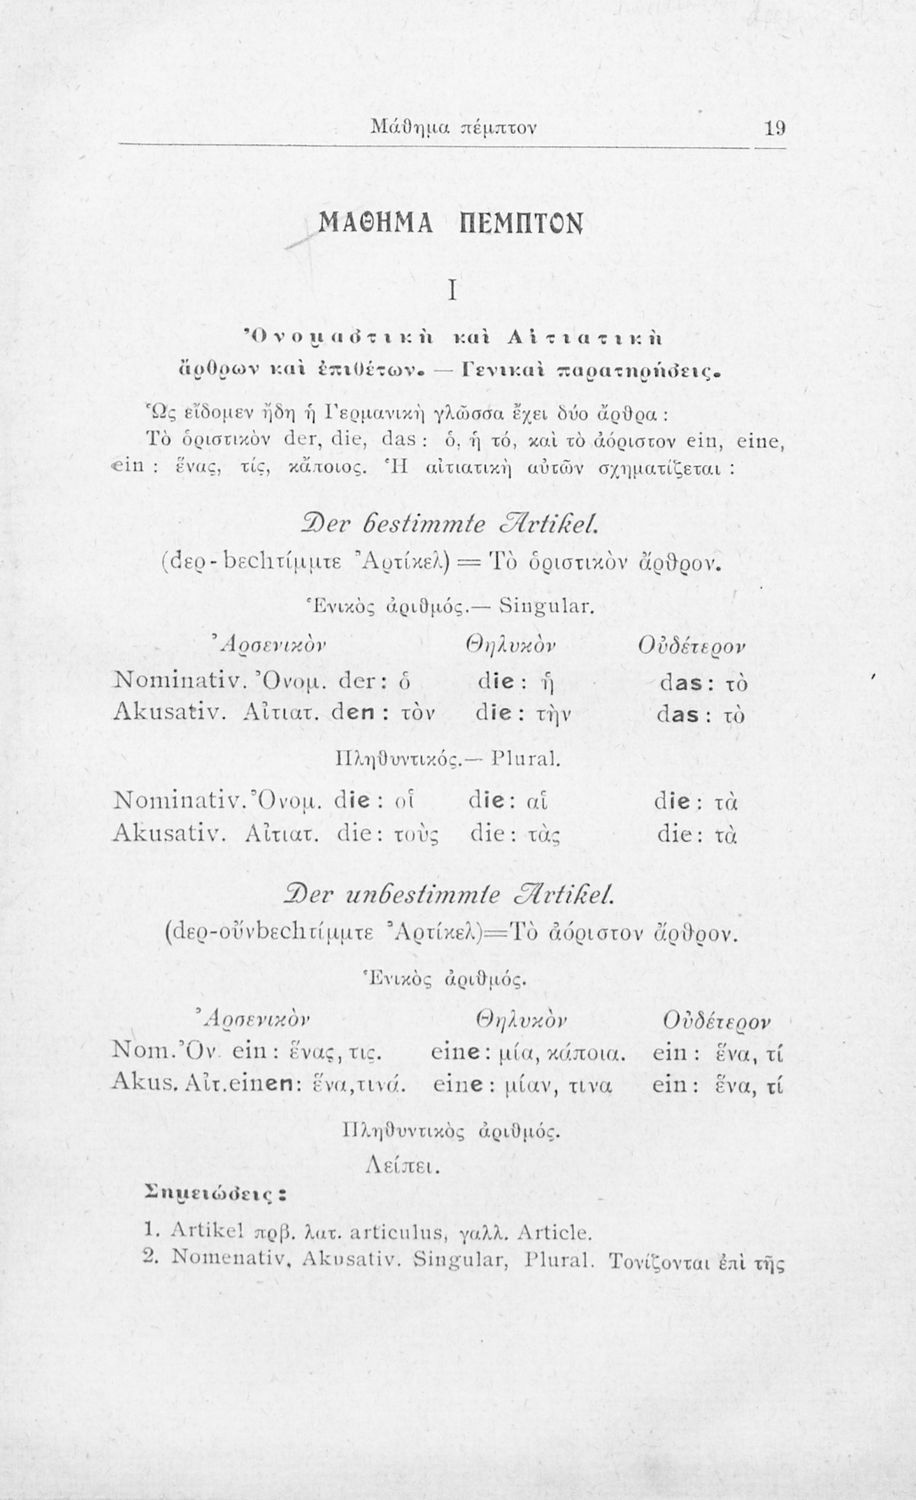 Μάθημα πέμπτον 19
ΜΑΘΗΜΑ ΠΕΜΠΤΟΝ
I
Ὀνομαστικὴ καὶ Αἰτιατικὴ
ἄρθρων καὶ ἐπιθέτων. — Γενικαὶ παρατηρήσεις.
Ὡς εἴδομεν ἤδη ἡ Γερμανικὴ γλῶσσα ἔχει δύο ἄρθρα :
Τὸ ὁριστικὸν der, die, das : ὁ, ἡ τό, καὶ τὸ ἀόριστον ein, eine,
ein : ἕνας, τίς, κἄποιος. Ἡ αἰτιατικὴ αὐτῶν σχηματίζεται :
Der bestimmte Artikel.
(dερ - bechτίμμτε Ἀρτίκελ) = Τὸ ὁριστικὸν ἄρθρον.
Ἑνικὸς ἀριθμός.— Singular.
Ἀρσενικὸν Θηλυκὸν Οὐδέτερον
Nominativ. Ὀνομ. der : ὁ die : ἡ das : τὸ
Akusativ. Αἰτιατ. den : τὸν die : τὴν das : τὸ
Πληθυντικός.— Plural.
Nominativ. Ὀνομ. die : οἱ die : αἱ die : τὰ
Akusativ. Αἰτιατ. die : τοὺς die : τὰς die : τὰ
Der unbestimmte Artikel.
(dερ-οὔνbechτίμμτε Ἀρτίκελ)=Τὸ ἀόριστον ἄρθρον.
Ἑνικὸς ἀριθμός.
Ἀρσενικὸν Θηλυκὸν Οὐδέτερον
Nom. Ὀν. ein : ἕνας, τις. eine : μία, κάποια. ein : ἕνα, τί
Akus. Αἰτ. einen : ἕνα, τινά. eine : μίαν, τινα ein : ἕνα, τί
Πληθυντικὸς ἀριθμός.
Λείπει.
Σημειώσεις :
1. Artikel πρβ. λατ. articulus, γαλλ. Article.
2. Nomenativ, Akusativ. Singular, Plural. Τονίζονται ἐπὶ τῆς